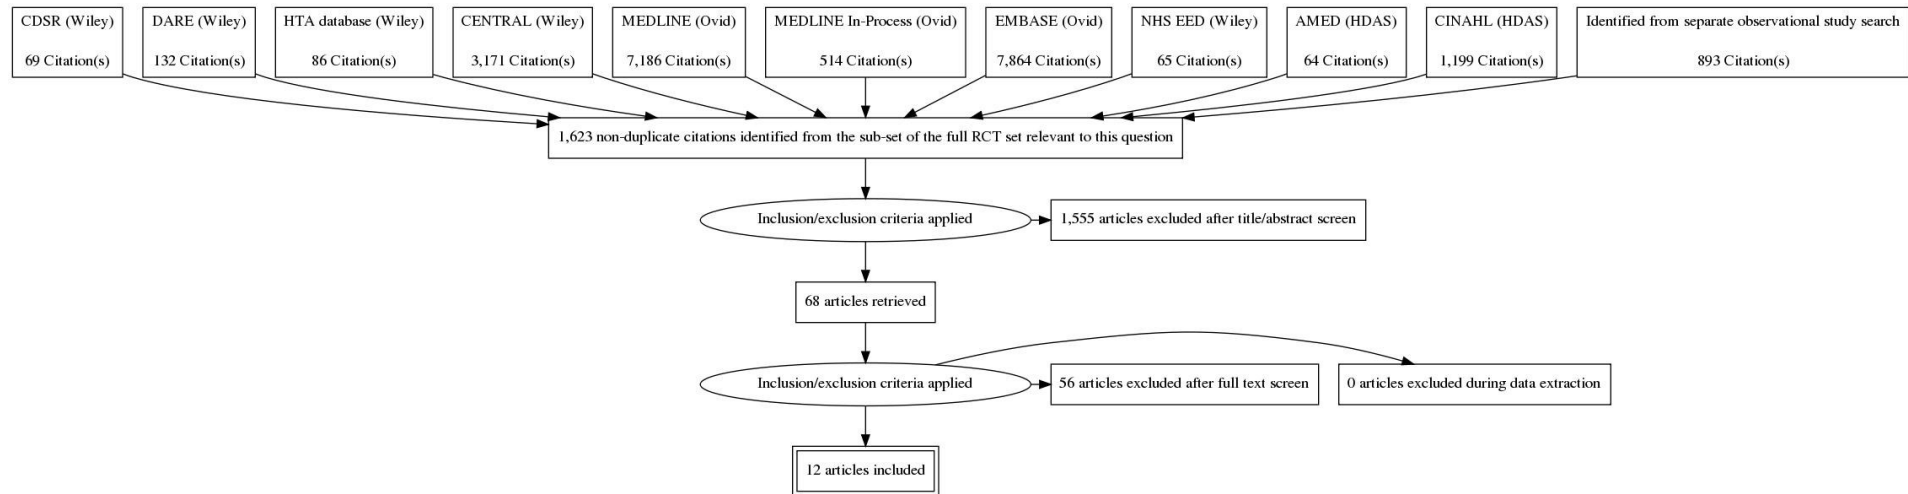 CDSR (Wiley)
69 Citation(s)
DARE (Wiley)
132 Citation(s)
HTA database (Wiley)
86 Citation(s)
CENTRAL (Wiley)
3,171 Citation(s)
MEDLINE (Ovid)
7,186 Citation(s)
MEDLINE In-Process (Ovid)
514 Citation(s)
EMBASE (Ovid)
7,864 Citation(s)
NHS EED (Wiley)
65 Citation(s)
AMED (HDAS)
64 Citation(s)
CINAHL (HDAS)
1,199 Citation(s)
Identified from separate observational study search
893 Citation(s)
1,623 non-duplicate citations identified from the sub-set of the full RCT set relevant to this question
Inclusion/exclusion criteria applied
1,555 articles excluded after title/abstract screen
68 articles retrieved
Inclusion/exclusion criteria applied
56 articles excluded after full text screen
0 articles excluded during data extraction
12 articles included